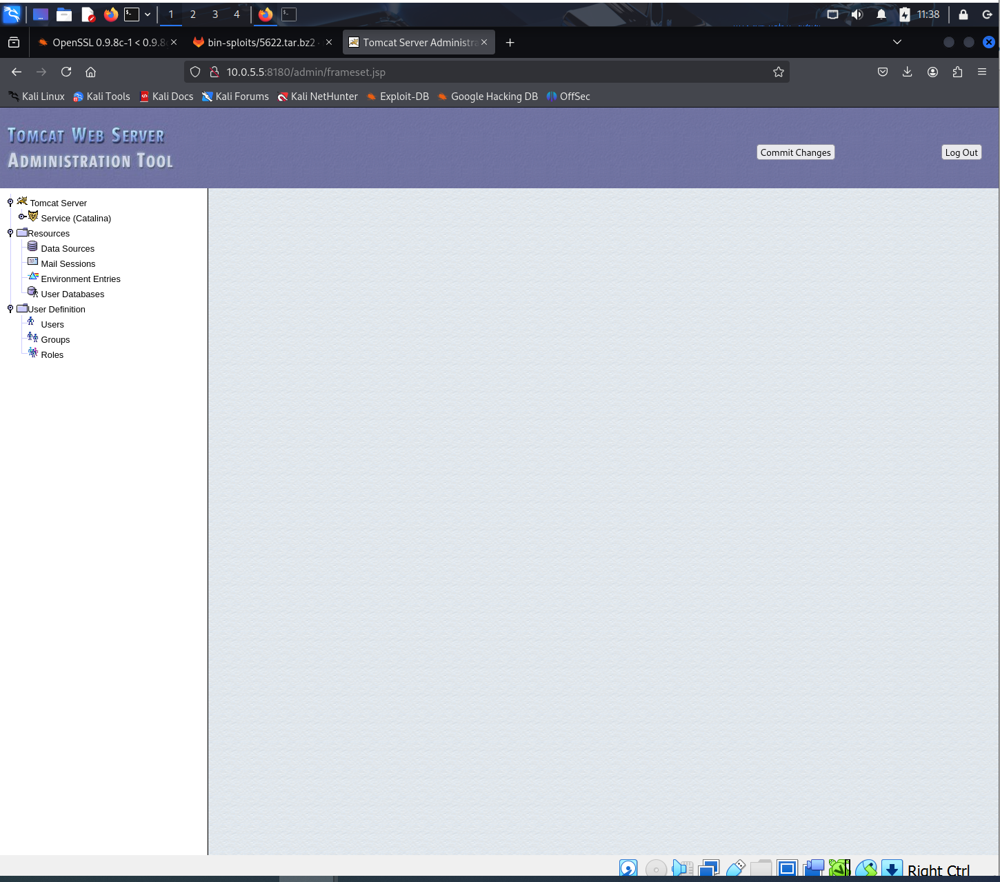 1 2 3 4 11:38
OpenSSL 0.9.8c-1 < 0.9.8 bin-sploits/5622.tar.bz2 Tomcat Server Administra
10.0.5.5:8180/admin/frameset.jsp
Kali Linux Kali Tools Kali Docs Kali Forums Kali NetHunter Exploit-DB Google Hacking DB OffSec
TOMCAT WEB SERVER
ADMINISTRATION TOOL
Commit Changes Log Out
Tomcat Server
Service (Catalina)
Resources
Data Sources
Mail Sessions
Environment Entries
User Databases
User Definition
Users
Groups
Roles
Right Ctrl